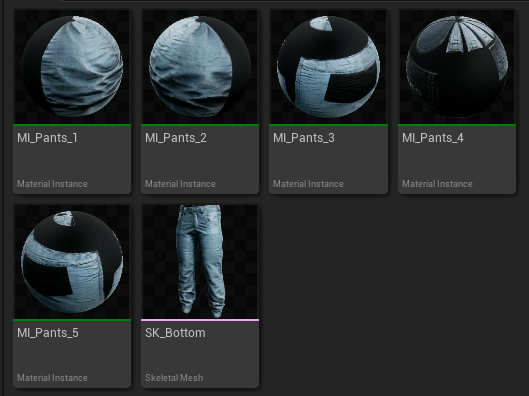 MI_Pants_1
Material Instance
MI_Pants_2
Material Instance
MI_Pants_3
Material Instance
MI_Pants_4
Material Instance
MI_Pants_5
Material Instance
SK_Bottom
Skeletal Mesh